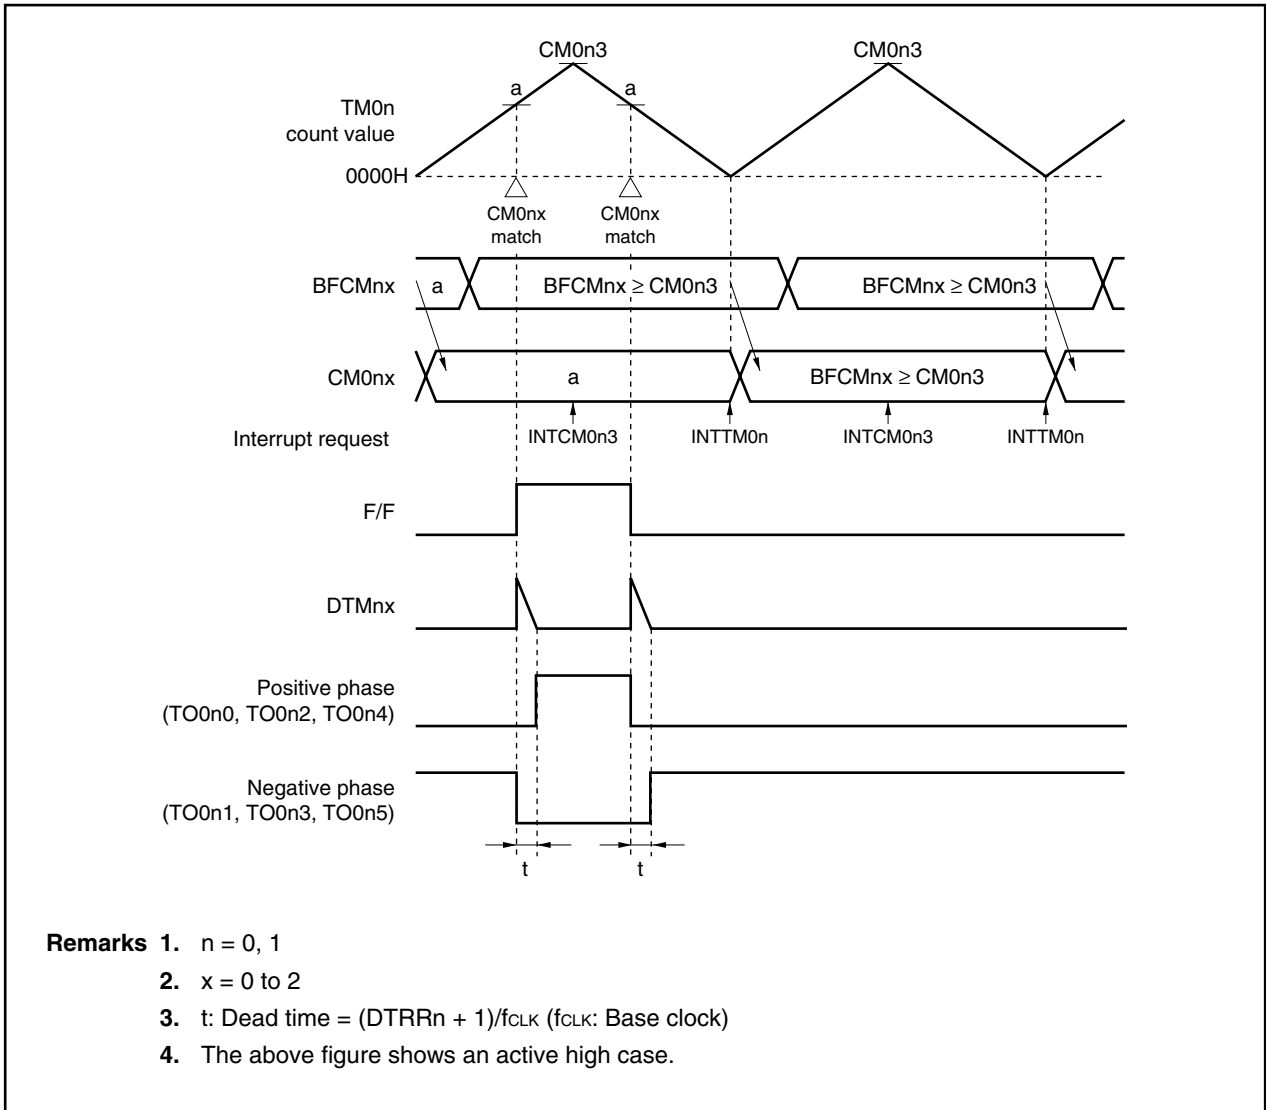 CM0n3 CM0n3
a a
TM0n
count value
0000H
CM0nx
match
CM0nx
match
BFCMnx a BFCMnx ≥ CM0n3 BFCMnx ≥ CM0n3
CM0nx a BFCMnx ≥ CM0n3
Interrupt request INTCM0n3 INTTM0n INTCM0n3 INTTM0n
F/F
DTMnx
Positive phase
(TO0n0, TO0n2, TO0n4)
Negative phase
(TO0n1, TO0n3, TO0n5)
t t
Remarks 1. n = 0, 1
2. x = 0 to 2
3. t: Dead time = (DTRRn + 1)/fCLK (fCLK: Base clock)
4. The above figure shows an active high case.